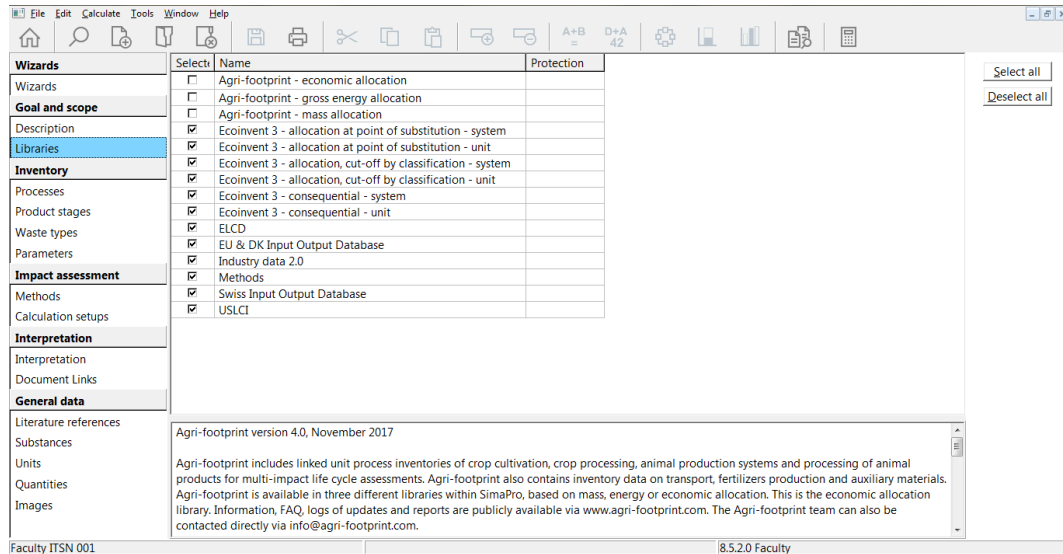 File Edit Calculate Tools Window Help
A+B
=
D+A
42
Wizards
Wizards
Goal and scope
Description
Libraries
Inventory
Processes
Product stages
Waste types
Parameters
Impact assessment
Methods
Calculation setups
Interpretation
Interpretation
Document Links
General data
Literature references
Substances
Units
Quantities
Images
Selecte Name Protection
Agri-footprint - economic allocation
Agri-footprint - gross energy allocation
Agri-footprint - mass allocation
Ecoinvent 3 - allocation at point of substitution - system
Ecoinvent 3 - allocation at point of substitution - unit
Ecoinvent 3 - allocation, cut-off by classification - system
Ecoinvent 3 - allocation, cut-off by classification - unit
Ecoinvent 3 - consequential - system
Ecoinvent 3 - consequential - unit
ELCD
EU & DK Input Output Database
Industry data 2.0
Methods
Swiss Input Output Database
USLCI
Select all
Deselect all
Agri-footprint version 4.0, November 2017
Agri-footprint includes linked unit process inventories of crop cultivation, crop processing, animal production systems and processing of animal
products for multi-impact life cycle assessments. Agri-footprint also contains inventory data on transport, fertilizers production and auxiliary materials.
Agri-footprint is available in three different libraries within SimaPro, based on mass, energy or economic allocation. This is the economic allocation
library. Information, FAQ, logs of updates and reports are publicly available via www.agri-footprint.com. The Agri-footprint team can also be
contacted directly via info@agri-footprint.com.
Faculty ITSN 001
8.5.2.0 Faculty